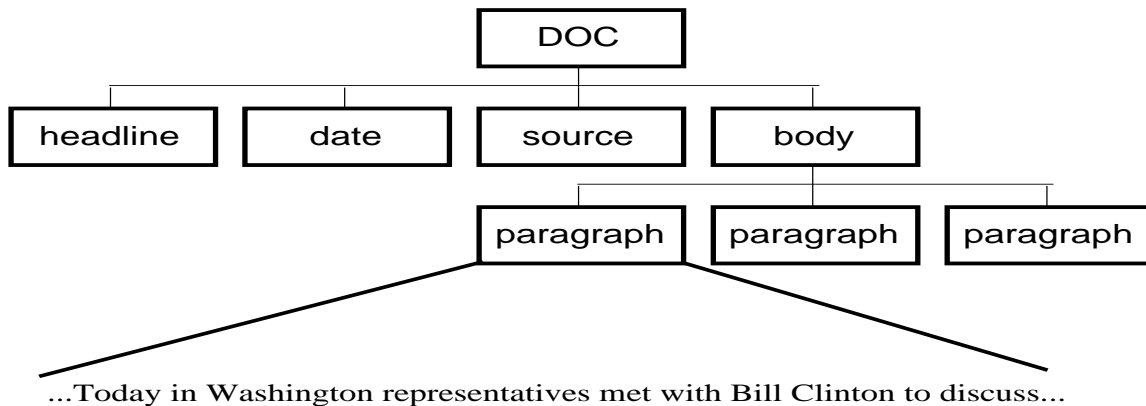 DOC
headline date source body
paragraph paragraph paragraph
...Today in Washington representatives met with Bill Clinton to discuss...